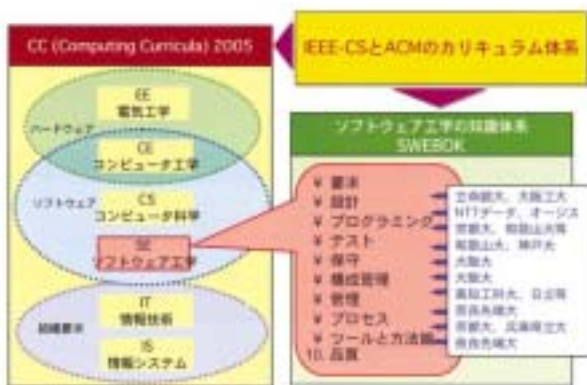 CC (Computing Curricula) 2005
IEEE-CSとACMのカリキュラム体系
EE
電気工学
ハードウェア
CE
コンピュータ工学
ソフトウェア
CS
コンピュータ科学
SE
ソフトウェア工学
組織要求
IT
情報技術
IS
情報システム
ソフトウェア工学の知識体系
SWEBOK
¥ 要求
¥ 設計
¥ プログラミング
¥ テスト
¥ 保守
¥ 構成管理
¥ 管理
¥ プロセス
¥ ツールと方法論
10. 品質
立命館大、大阪工大
NTTデータ、オージス
京都大、和歌山大等
和歌山大、神戸大
大阪大
大阪大
高知工科大、日立等
奈良先端大
京都大、兵庫県立大
奈良先端大